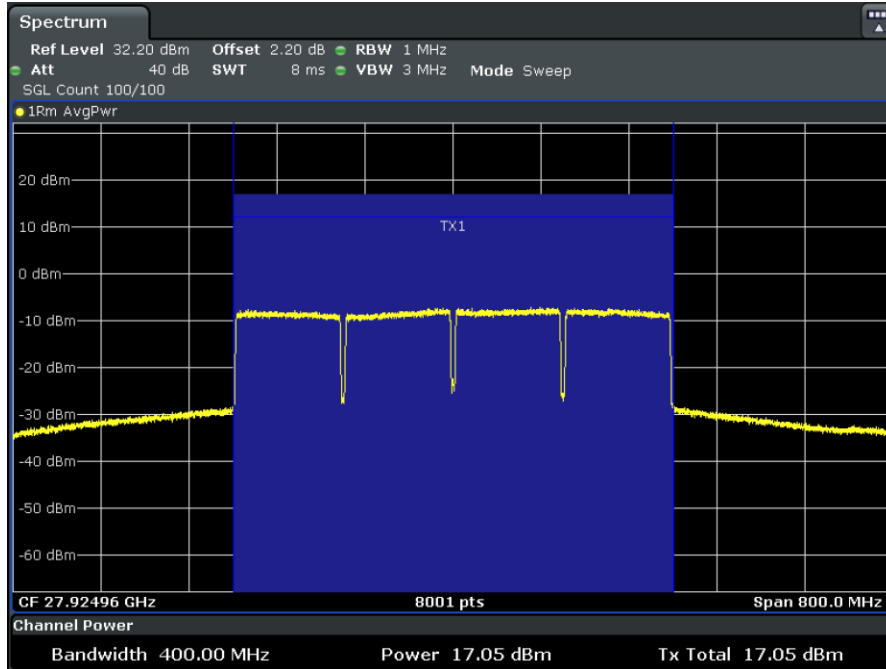 Spectrum
Ref Level 32.20 dBm Offset 2.20 dB RBW 1 MHz
Att 40 dB SWT 8 ms VBW 3 MHz Mode Sweep
SGL Count 100/100
1Rm AvgPwr
20 dBm
10 dBm
TX1
0 dBm
-10 dBm
-20 dBm
-30 dBm
-40 dBm
-50 dBm
-60 dBm
CF 27.92496 GHz 8001 pts Span 800.0 MHz
Channel Power
Bandwidth 400.00 MHz Power 17.05 dBm Tx Total 17.05 dBm